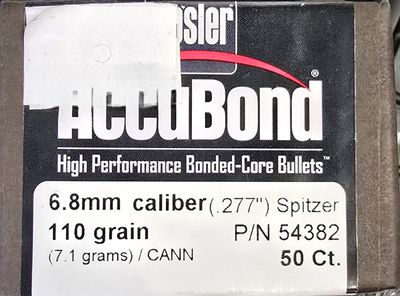 osler
ACCUBOND®
High Performance Bonded-Core Bullets™
6.8mm caliber (.277") Spitzer
110 grain P/N 54382
(7.1 grams) / CANN 50 Ct.